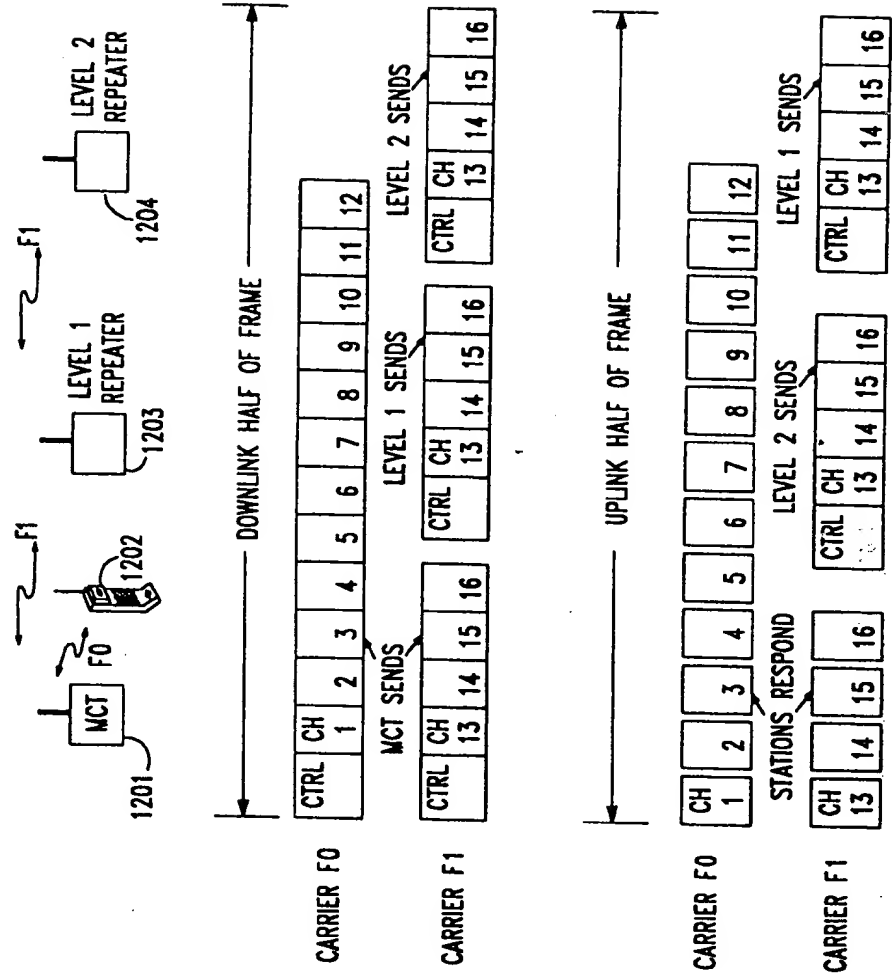 MCT
1201
F0
1202
F1
LEVEL 1
REPEATER
1203
F1
LEVEL 2
REPEATER
1204
DOWNLINK HALF OF FRAME
CARRIER F0
CTRL CH 1 2 3 4 5 6 7 8 9 10 11 12
MCT SENDS
LEVEL 1 SENDS
LEVEL 2 SENDS
CARRIER F1
CTRL CH 13 14 15 16
CTRL CH 13 14 15 16
CTRL CH 13 14 15 16
UPLINK HALF OF FRAME
CARRIER F0
CH 1 2 3 4 5 6 7 8 9 10 11 12
STATIONS RESPOND
LEVEL 2 SENDS
LEVEL 1 SENDS
CARRIER F1
CH 13 14 15 16
CTRL CH 13 14 15 16
CTRL CH 13 14 15 16